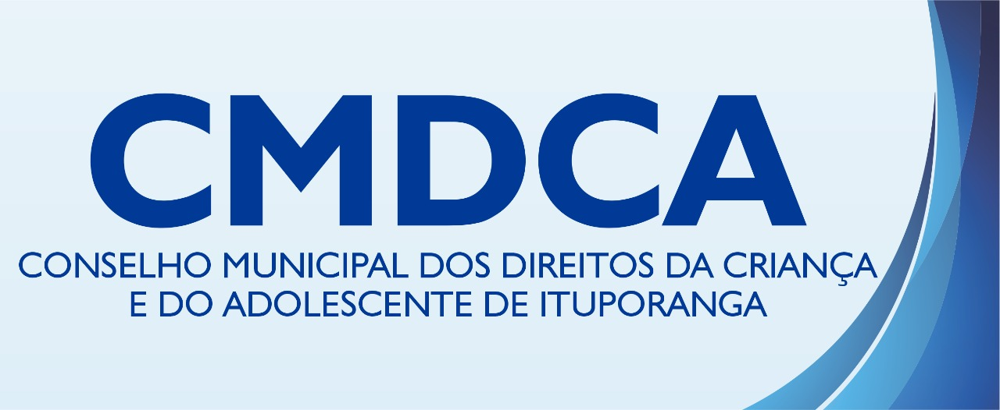 CMDCA
CONSELHO MUNICIPAL DOS DIREITOS DA CRIANÇA
E DO ADOLESCENTE DE ITUPORANGA